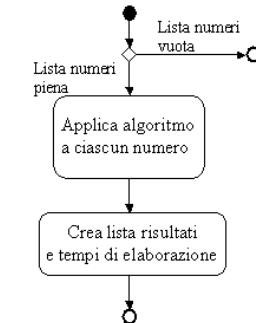 Lista numeri
vuota
Lista numeri
piena
Applica algoritmo
a ciascun numero
Crea lista risultati
e tempi di elaborazione